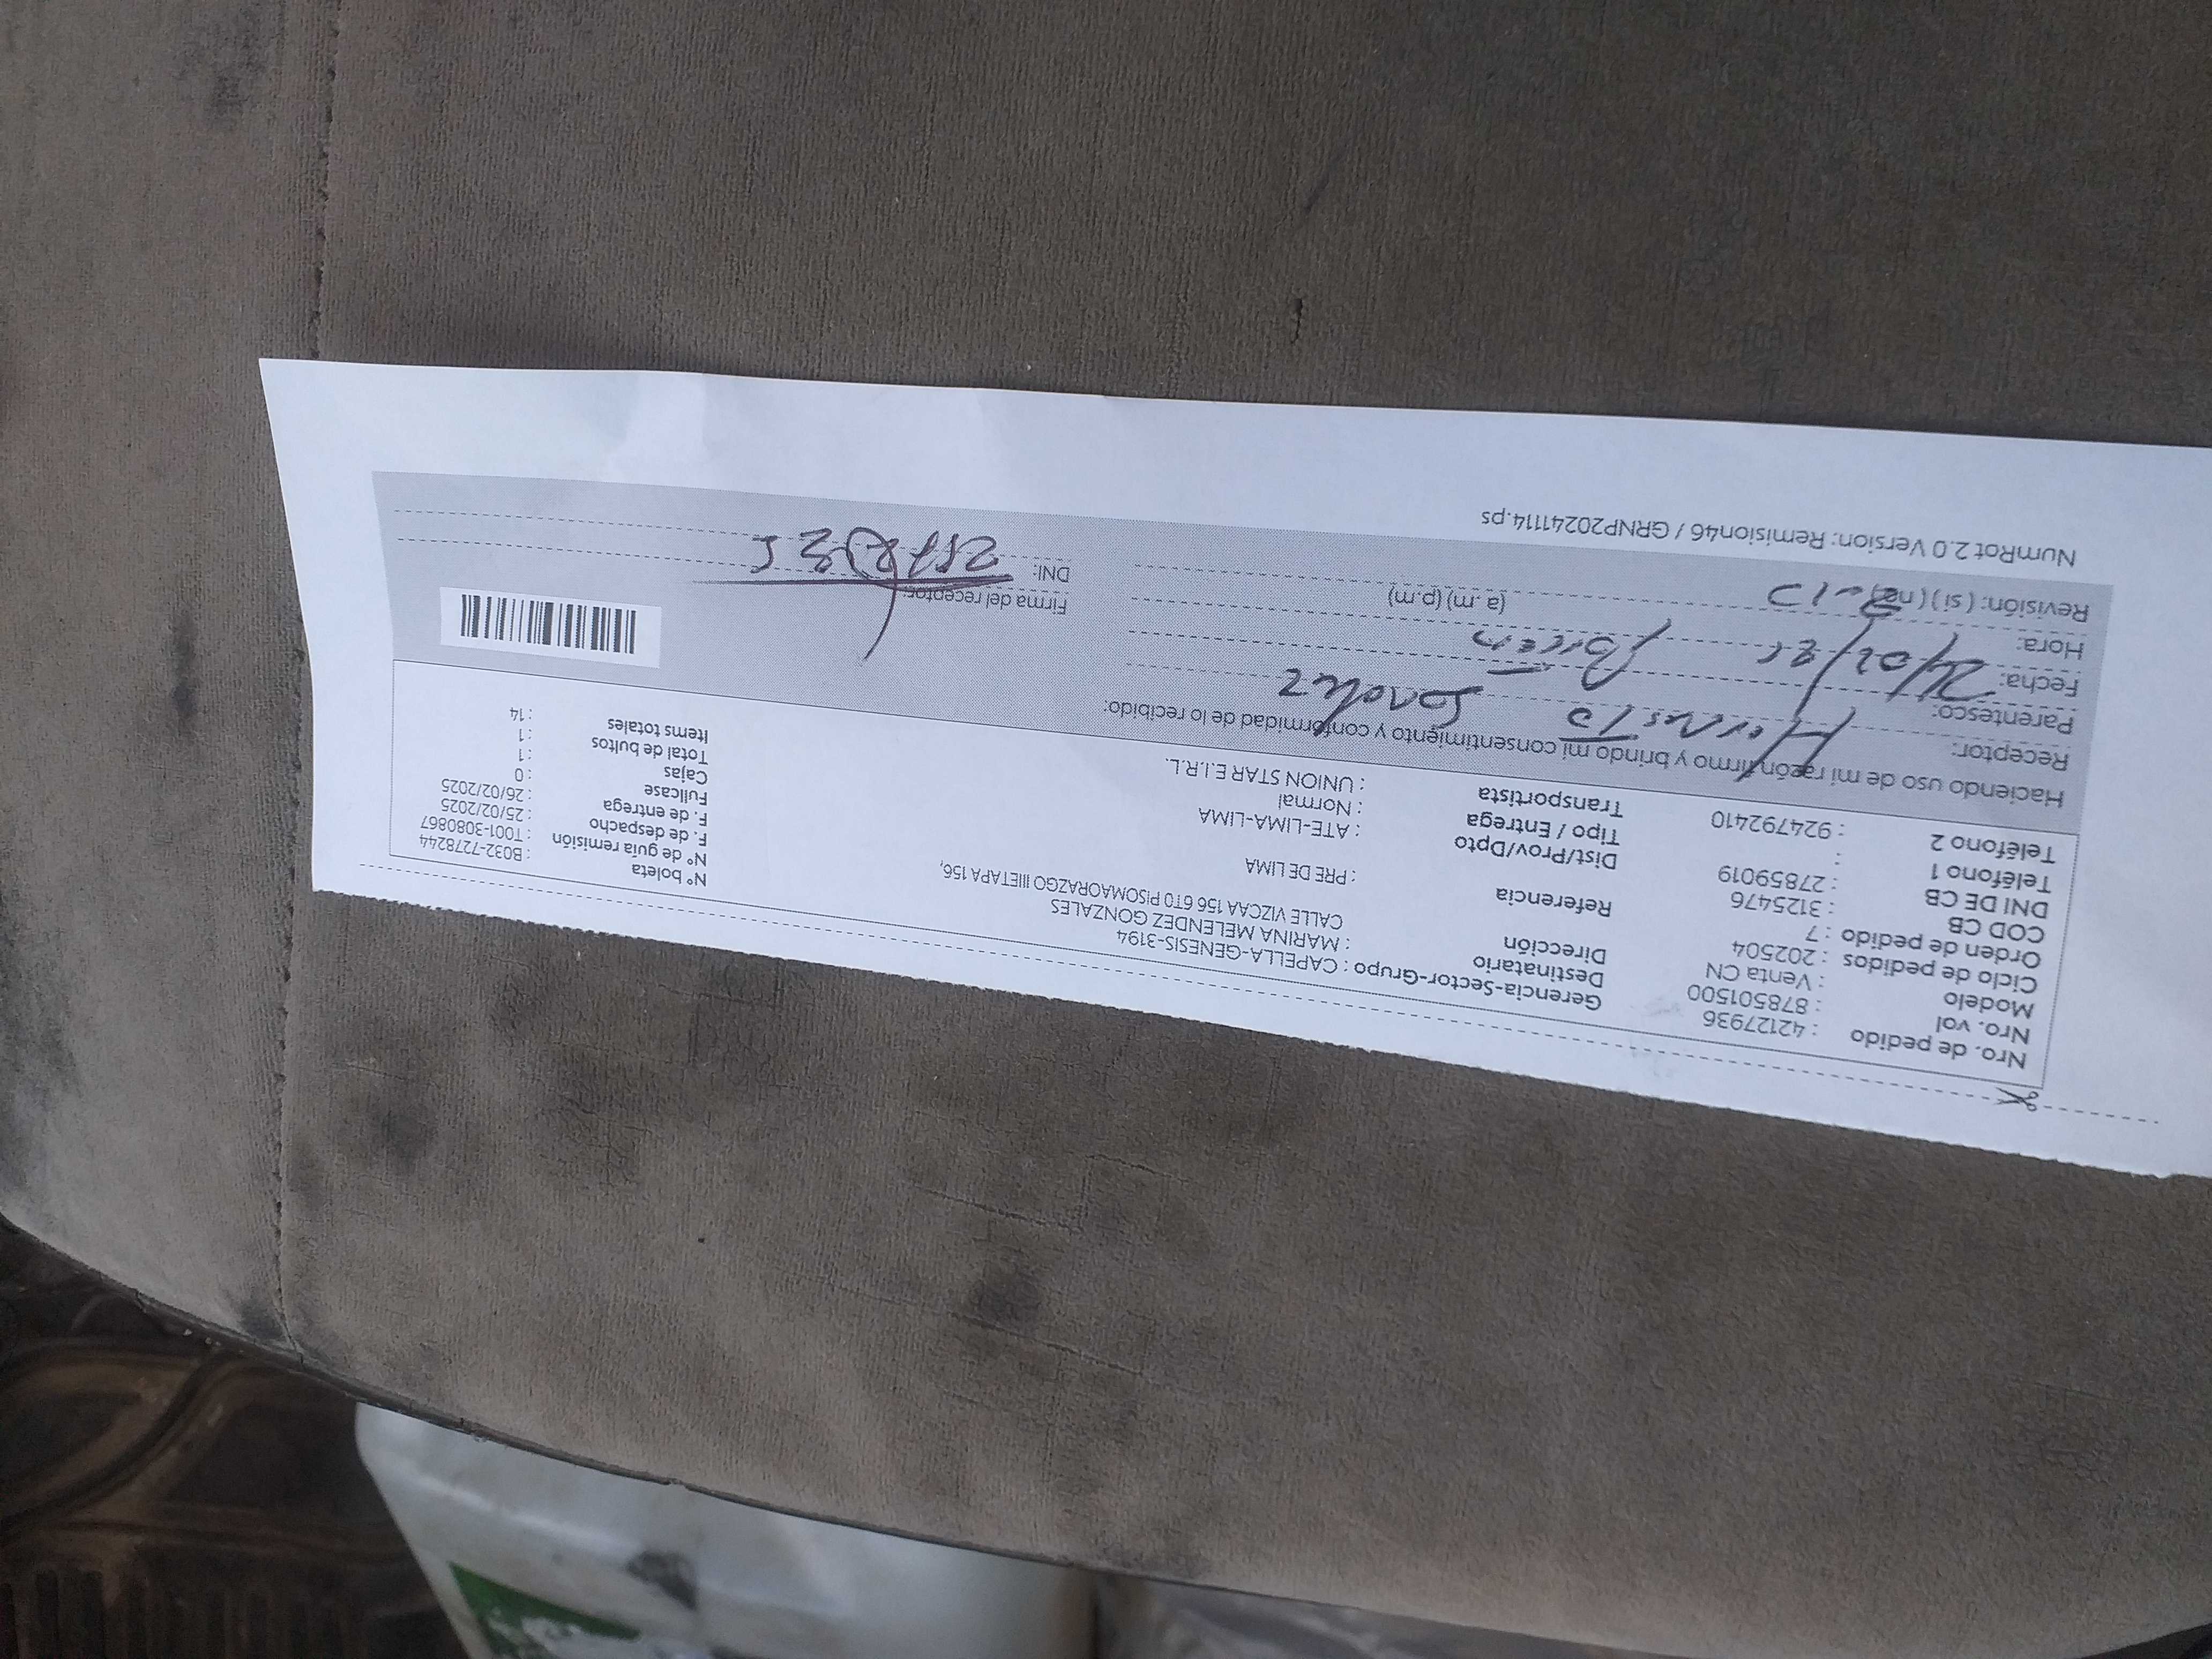 Nro. de pedido : 42127936
Nro. vol : 878501500
Modelo : Venta CN
Ciclo de pedidos : 202504
Orden de pedido : 7
COD CB : 3125476
DNI DE CB : 27859019
Teléfono 1 :
Teléfono 2 : 924792410
Gerencia-Sector-Grupo : CAPELLA-GENESIS-3194
Destinatario : MARINA MELENDEZ GONZALES
Dirección CALLE VIZCAA 156 6T0 PISOMAORAZGO IIIETAPA 156,
Referencia : PRE DE LIMA
Dist/Prov/Dpto : ATE-LIMA-LIMA
Tipo / Entrega : Normal
Transportista : UNION STAR E.I.R.L.
N° boleta : B032-7278244
N° de guía remisión : T001-3080867
F. de despacho : 25/02/2025
F. de entrega : 26/02/2025
Fullcase : 0
Cajas : 1
Total de bultos : 1
Items totales : 14
Haciendo uso de mi razón firmo y brindo mi consentimiento y conformidad de lo recibido:
Receptor: Sanchez
Parentesco:
Fecha:
Hora: (a.m) (p.m)
Revisión: ( si ) ( no )
Firma del receptor:
DNI:
NumRot 2.0 Version: Remision46 / GRNP20241114.ps